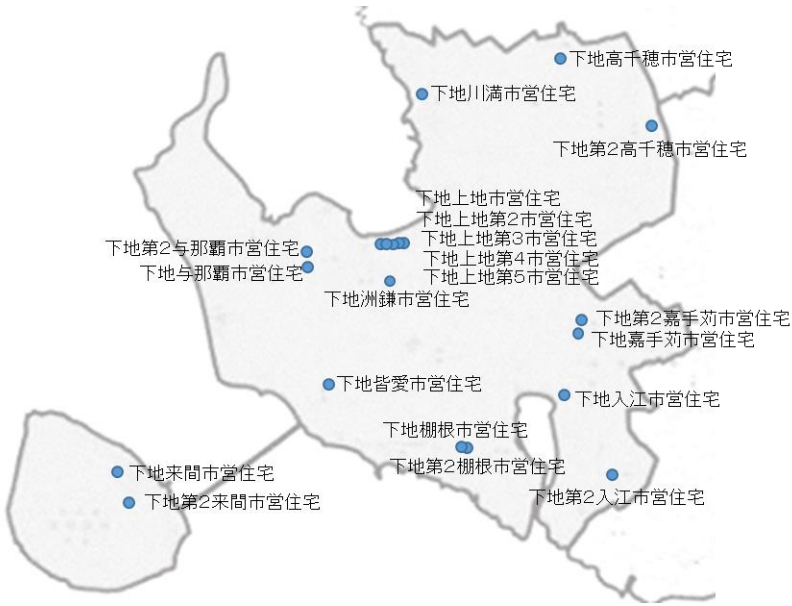 下地高千穂市営住宅
下地川満市営住宅
下地第2高千穂市営住宅
下地上地市営住宅
下地上地第2市営住宅
下地上地第3市営住宅
下地上地第4市営住宅
下地上地第5市営住宅
下地第2与那覇市営住宅
下地与那覇市営住宅
下地洲鎌市営住宅
下地第2嘉手苅市営住宅
下地嘉手苅市営住宅
下地皆愛市営住宅
下地入江市営住宅
下地棚根市営住宅
下地第2棚根市営住宅
下地来間市営住宅
下地第2来間市営住宅
下地第2入江市営住宅